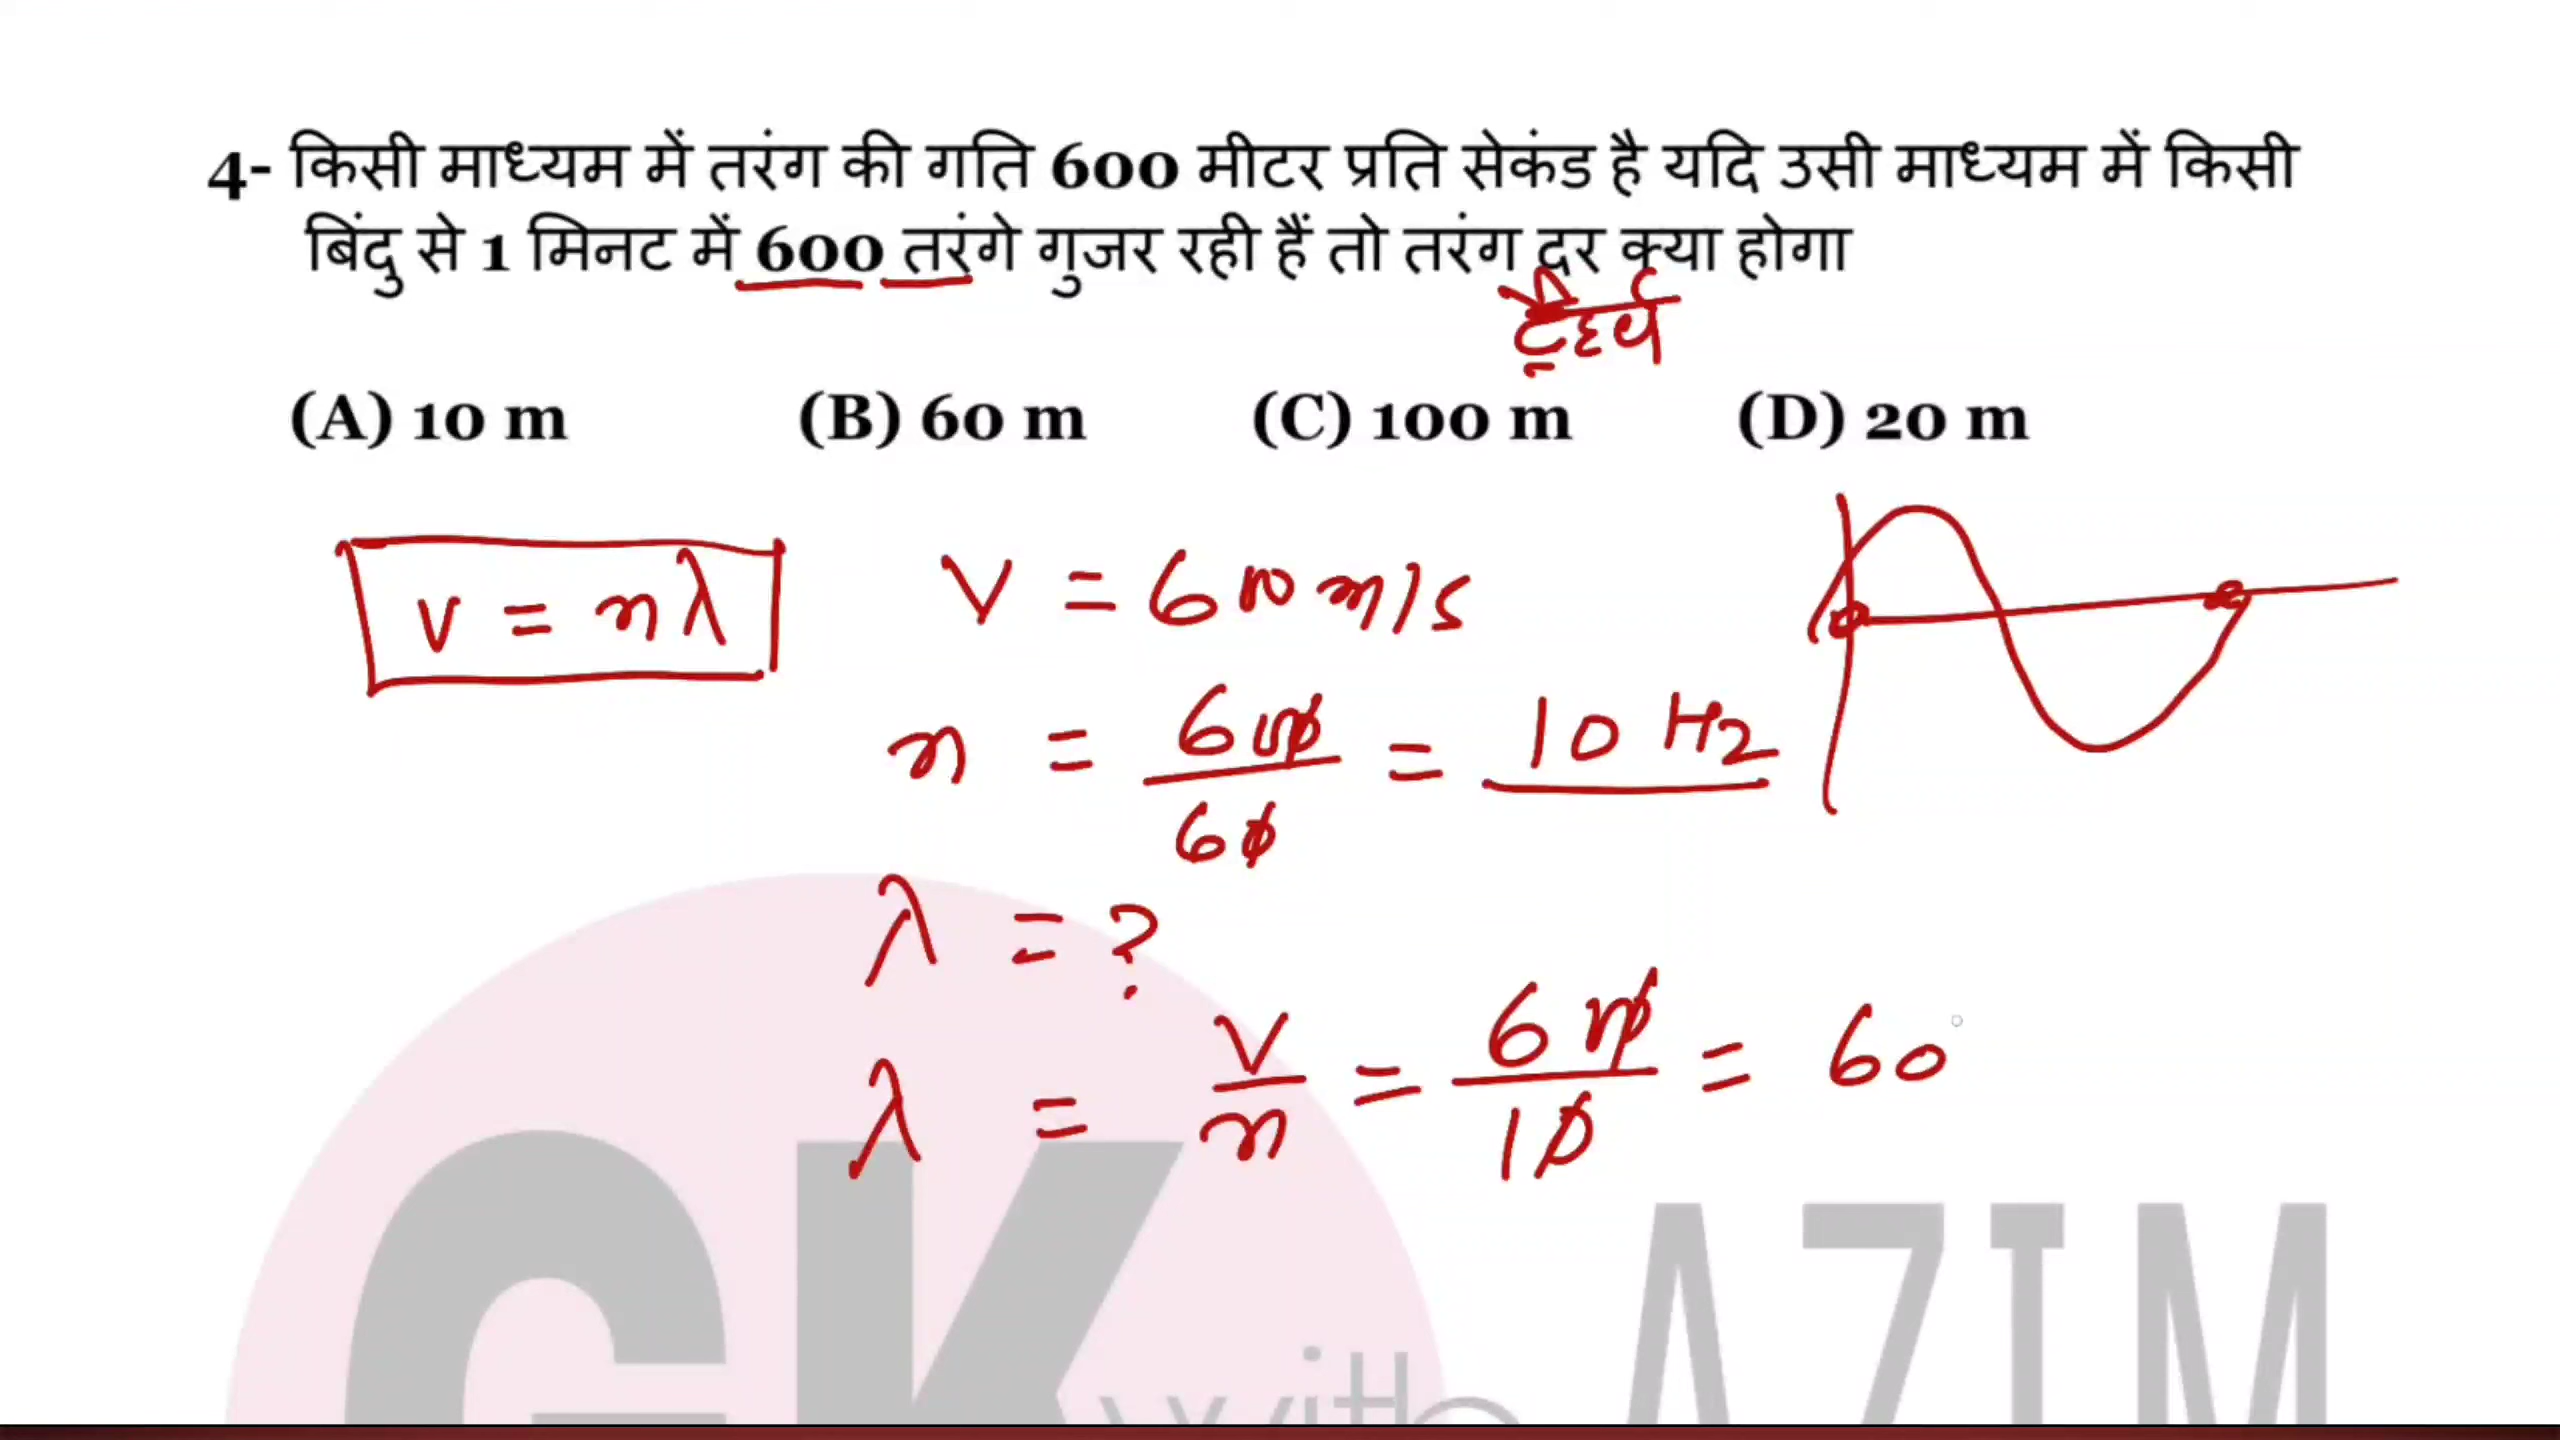 4- किसी माध्यम में तरंग की गति 600 मीटर प्रति सेकंड है यदि उसी माध्यम में किसी
बिंदु से 1 मिनट में 600 तरंगे गुजर रही हैं तो तरंग दर क्या होगा
(A) 10 m (B) 60 m (C) 100 m (D) 20 m
v = nλ
v = 600 m/s
n = 600/60 = 10 Hz
λ = ?
λ = v/n = 600/10 = 60
GK with AZIM